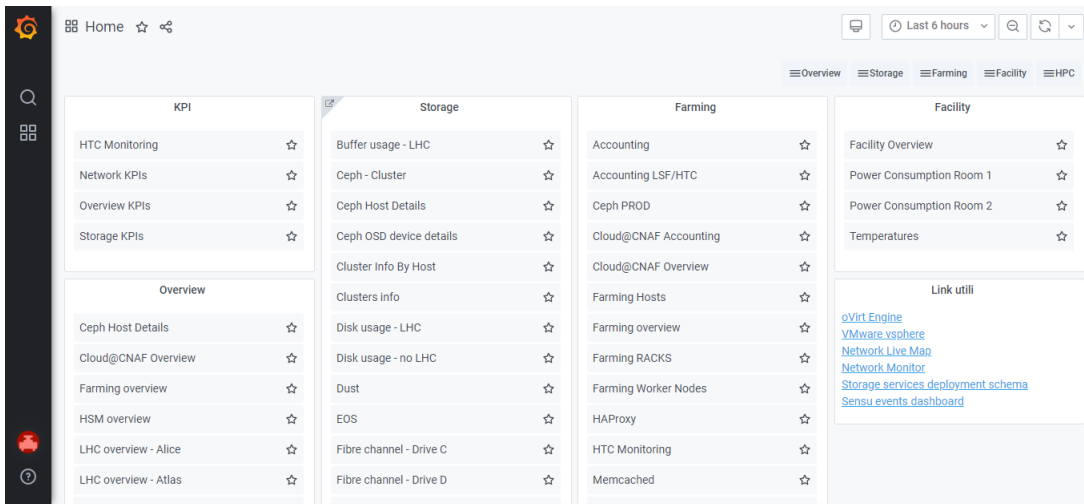 Home
Last 6 hours
Overview
Storage
Farming
Facility
HPC
KPI
HTC Monitoring
Network KPIs
Overview KPIs
Storage KPIs
Overview
Ceph Host Details
Cloud@CNAF Overview
Farming overview
HSM overview
LHC overview - Alice
LHC overview - Atlas
Storage
Buffer usage - LHC
Ceph - Cluster
Ceph Host Details
Ceph OSD device details
Cluster Info By Host
Clusters info
Disk usage - LHC
Disk usage - no LHC
Dust
EOS
Fibre channel - Drive C
Fibre channel - Drive D
Farming
Accounting
Accounting LSF/HTC
Ceph PROD
Cloud@CNAF Accounting
Cloud@CNAF Overview
Farming Hosts
Farming overview
Farming RACKS
Farming Worker Nodes
HAProxy
HTC Monitoring
Memcached
Facility
Facility Overview
Power Consumption Room 1
Power Consumption Room 2
Temperatures
Link utili
oVirt Engine
VMware vsphere
Network Live Map
Network Monitor
Storage services deployment schema
Sensu events dashboard